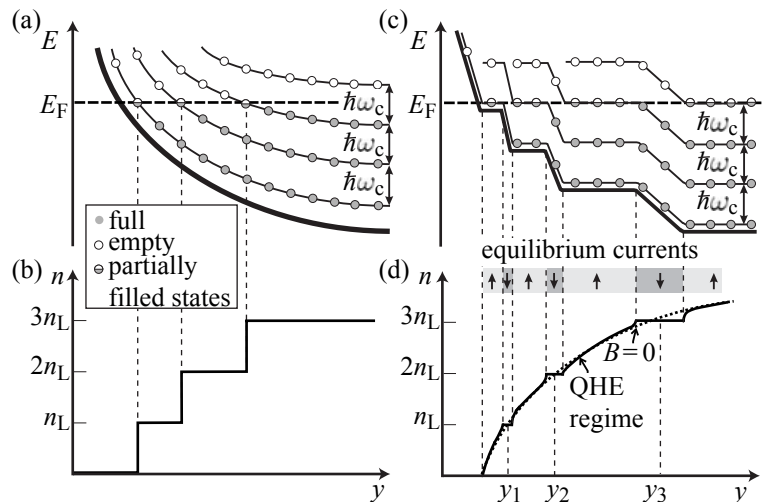 (a)
E
E_F
ħω_c
ħω_c
ħω_c
full
empty
partially
filled states
(b)
n
3n_L
2n_L
n_L
y
(c)
E
E_F
ħω_c
ħω_c
ħω_c
equilibrium currents
(d)
n
3n_L
2n_L
n_L
B=0
QHE
regime
y_1
y_2
y_3
y